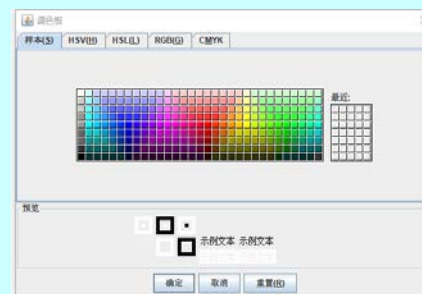 调色板
样本(S) HSV(H) HSL(L) RGB(G) CMYK
最近:
预览
示例文本 示例文本
确定 取消 重置(R)